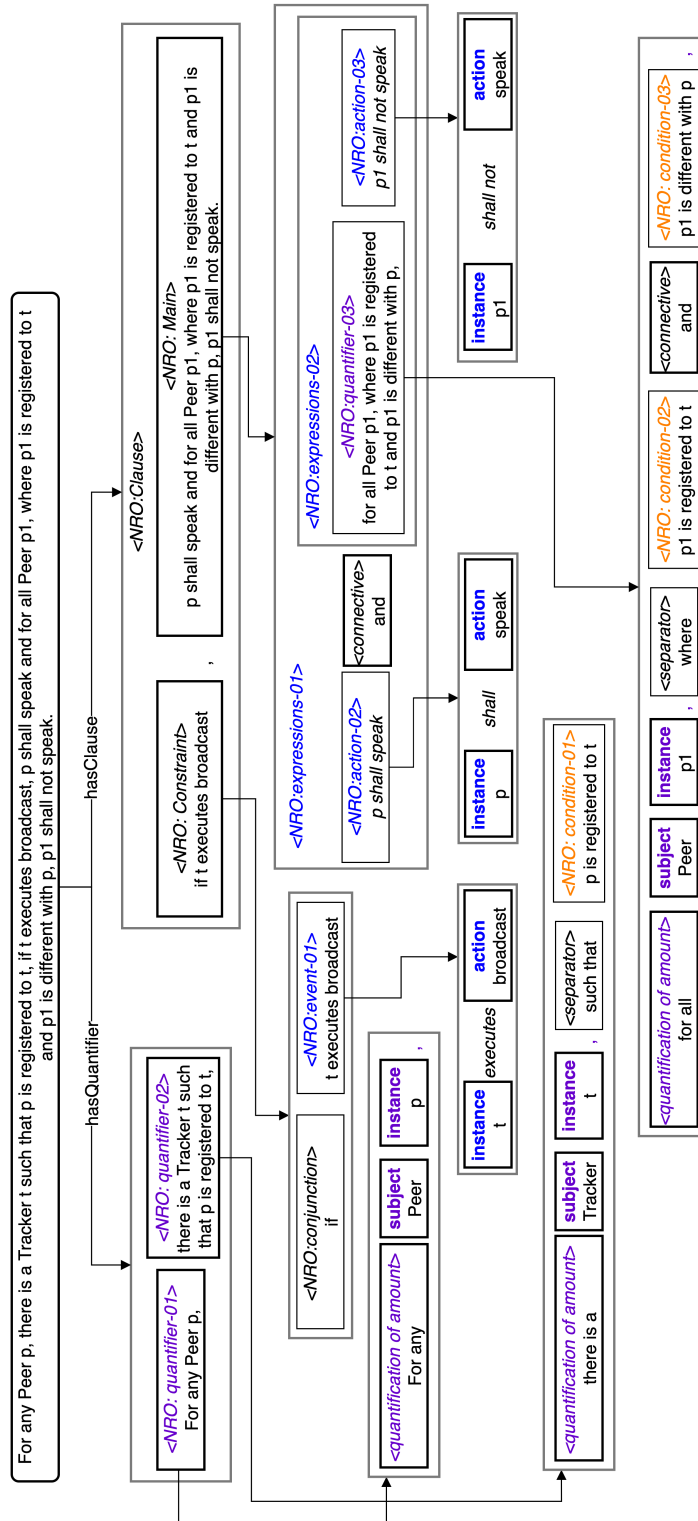 For any Peer p, there is a Tracker t such that p is registered to t, if t executes broadcast, p shall speak and for all Peer p1, where p1 is registered to t
and p1 is different with p, p1 shall not speak.
hasQuantifier
hasClause
<NRO: quantifier-01>
For any Peer p,
<NRO: quantifier-02>
there is a Tracker t such
that p is registered to t,
<NRO:Clause>
<NRO: Constraint>
if t executes broadcast
,
<NRO: Main>
p shall speak and for all Peer p1, where p1 is registered to t and p1 is
different with p, p1 shall not speak.
<NRO:conjunction>
if
<NRO:event-01>
t executes broadcast
<NRO:expressions-01>
<NRO:action-02>
p shall speak
<connective>
and
<NRO:expressions-02>
<NRO:quantifier-03>
for all Peer p1, where p1 is registered
to t and p1 is different with p,
<NRO:action-03>
p1 shall not speak
<quantification of amount>
For any
subject
Peer
instance
p
,
instance
t
executes
action
broadcast
instance
p
shall
action
speak
instance
p1
shall not
action
speak
<quantification of amount>
there is a
subject
Tracker
instance
t
,
<separator>
such that
<NRO: condition-01>
p is registered to t
<quantification of amount>
for all
subject
Peer
instance
p1
,
<separator>
where
<NRO: condition-02>
p1 is registered to t
<connective>
and
<NRO: condition-03>
p1 is different with p
,